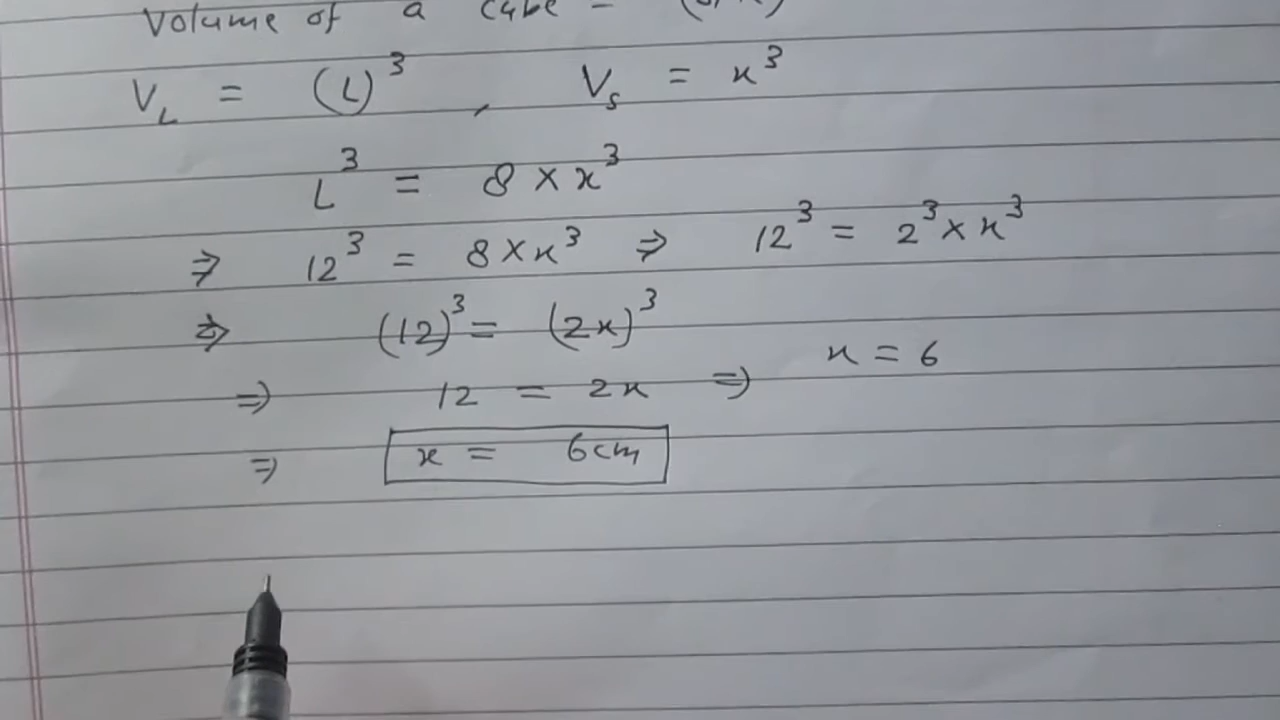 Volume of a cube =
V_L = (L)^3 , V_s = x^3
L^3 = 8 × x^3
⇒ 12^3 = 8 × x^3 ⇒ 12^3 = 2^3 × x^3
⇒ (12)^3 = (2x)^3
⇒ 12 = 2x ⇒ x = 6
⇒ x = 6cm